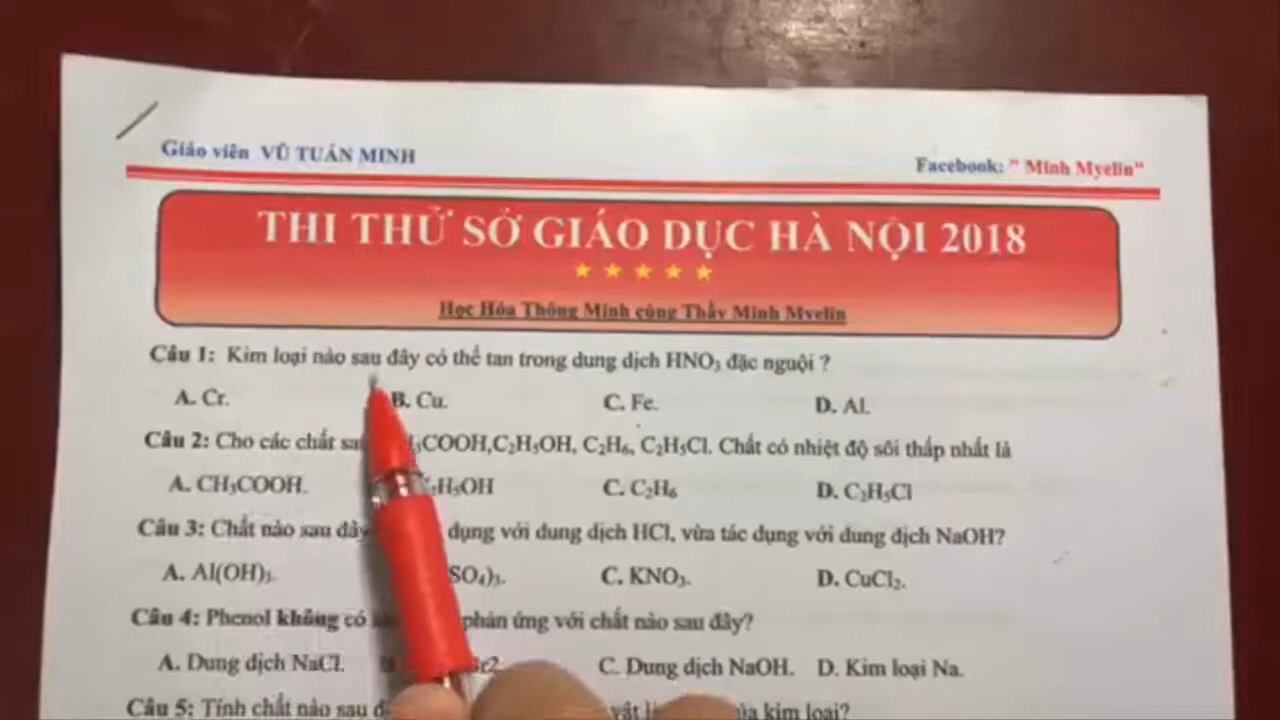 Giáo viên VŨ TUẤN MINH
Facebook: " Minh Myelin"
THI THỬ SỞ GIÁO DỤC HÀ NỘI 2018
Học Hóa Thông Minh cùng Thầy Minh Myelin
Câu 1: Kim loại nào sau đây có thể tan trong dung dịch HNO₃ đặc nguội ?
A. Cr. B. Cu. C. Fe. D. Al.
Câu 2: Cho các chất COOH,C₂H₅OH, C₂H₆, C₂H₅Cl. Chất có nhiệt độ sôi thấp nhất là
A. CH₃COOH. H₅OH C. C₂H₆ D. C₂H₅Cl
Câu 3: Chất nào sau đây dụng với dung dịch HCl, vừa tác dụng với dung dịch NaOH?
A. Al(OH)₃. SO₄)₃. C. KNO₃. D. CuCl₂.
Câu 4: Phenol không có phản ứng với chất nào sau đây?
A. Dung dịch NaCl. C. Dung dịch NaOH. D. Kim loại Na.
Câu 5: Tính chất nào sau vật kim loại?